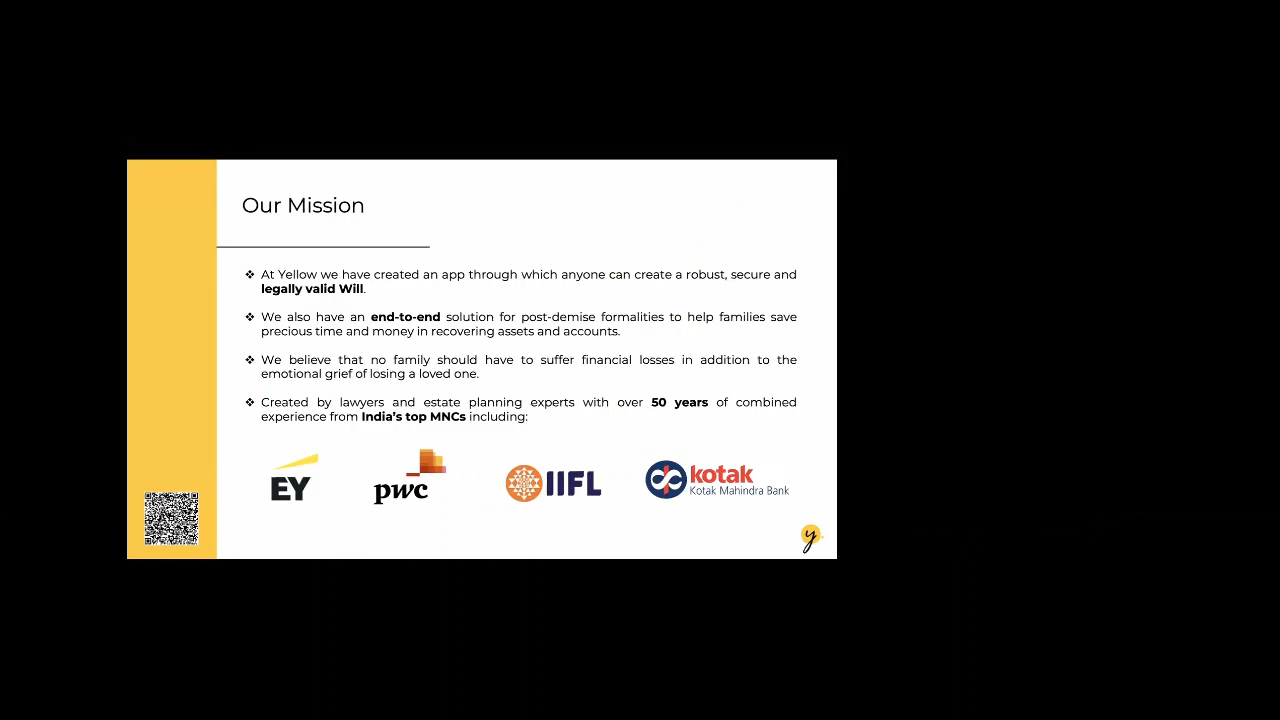 Our Mission
❖ At Yellow we have created an app through which anyone can create a robust, secure and
legally valid Will.
❖ We also have an end-to-end solution for post-demise formalities to help families save
precious time and money in recovering assets and accounts.
❖ We believe that no family should have to suffer financial losses in addition to the
emotional grief of losing a loved one.
❖ Created by lawyers and estate planning experts with over 50 years of combined
experience from India's top MNCs including:
EY
pwc
IIFL
kotak
Kotak Mahindra Bank
y